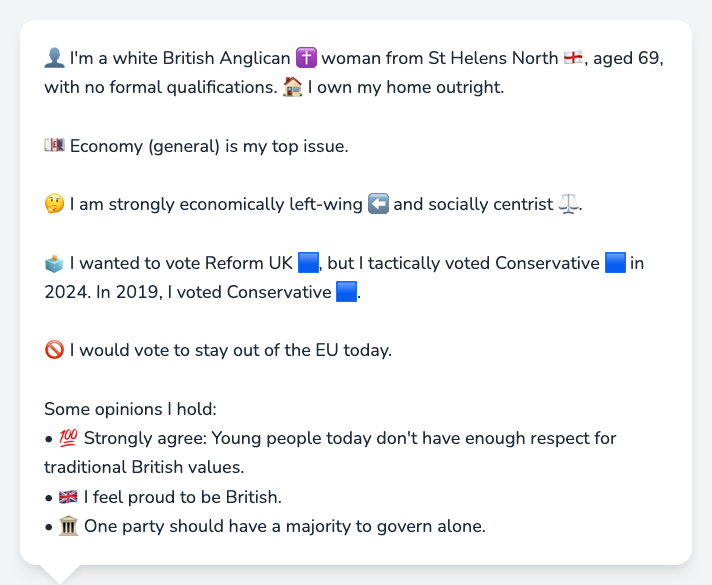 👤 I'm a white British Anglican ✝️ woman from St Helens North 🏴󠁧󠁢󠁥󠁮󠁧󠁿, aged 69,
with no formal qualifications. 🏠 I own my home outright.
💷 Economy (general) is my top issue.
🤔 I am strongly economically left-wing ⬅️ and socially centrist ⚖️.
🗳️ I wanted to vote Reform UK 🟦, but I tactically voted Conservative 🟦 in
2024. In 2019, I voted Conservative 🟦.
🚫 I would vote to stay out of the EU today.
Some opinions I hold:
• 💯 Strongly agree: Young people today don't have enough respect for
traditional British values.
• 🇬🇧 I feel proud to be British.
• 🏛️ One party should have a majority to govern alone.